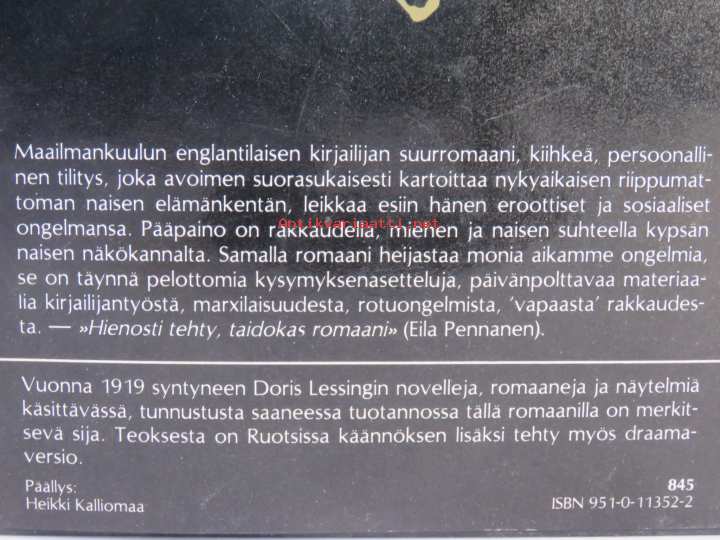 Maailmankuulun englantilaisen kirjailijan suurromaani, kiihkeä, persoonalli-
nen tilitys, joka avoimen suorasukaisesti kartoittaa nykyaikaisen riippumat-
toman naisen elämänkentän, leikkaa esiin hänen eroottiset ja sosiaaliset
ongelmansa. Pääpaino on rakkaudella, miehen ja naisen suhteella kypsän
Optikvariaatti.net
naisen näkökannalta. Samalla romaani heijastaa monia aikamme ongelmia,
se on täynnä pelottomia kysymyksenasetteluja, päivänpolttavaa materiaa-
lia kirjailijantyöstä, marxilaisuudesta, rotuongelmista, 'vapaasta' rakkaudes-
ta. — »Hienosti tehty, taidokas romaani» (Eila Pennanen).
Vuonna 1919 syntyneen Doris Lessingin novelleja, romaaneja ja näytelmiä
käsittävässä, tunnustusta saaneessa tuotannossa tällä romaanilla on merkit-
sevä sija. Teoksesta on Ruotsissa käännöksen lisäksi tehty myös draama-
versio.
Päällys:
Heikki Kalliomaa
845
ISBN 951-0-11352-2